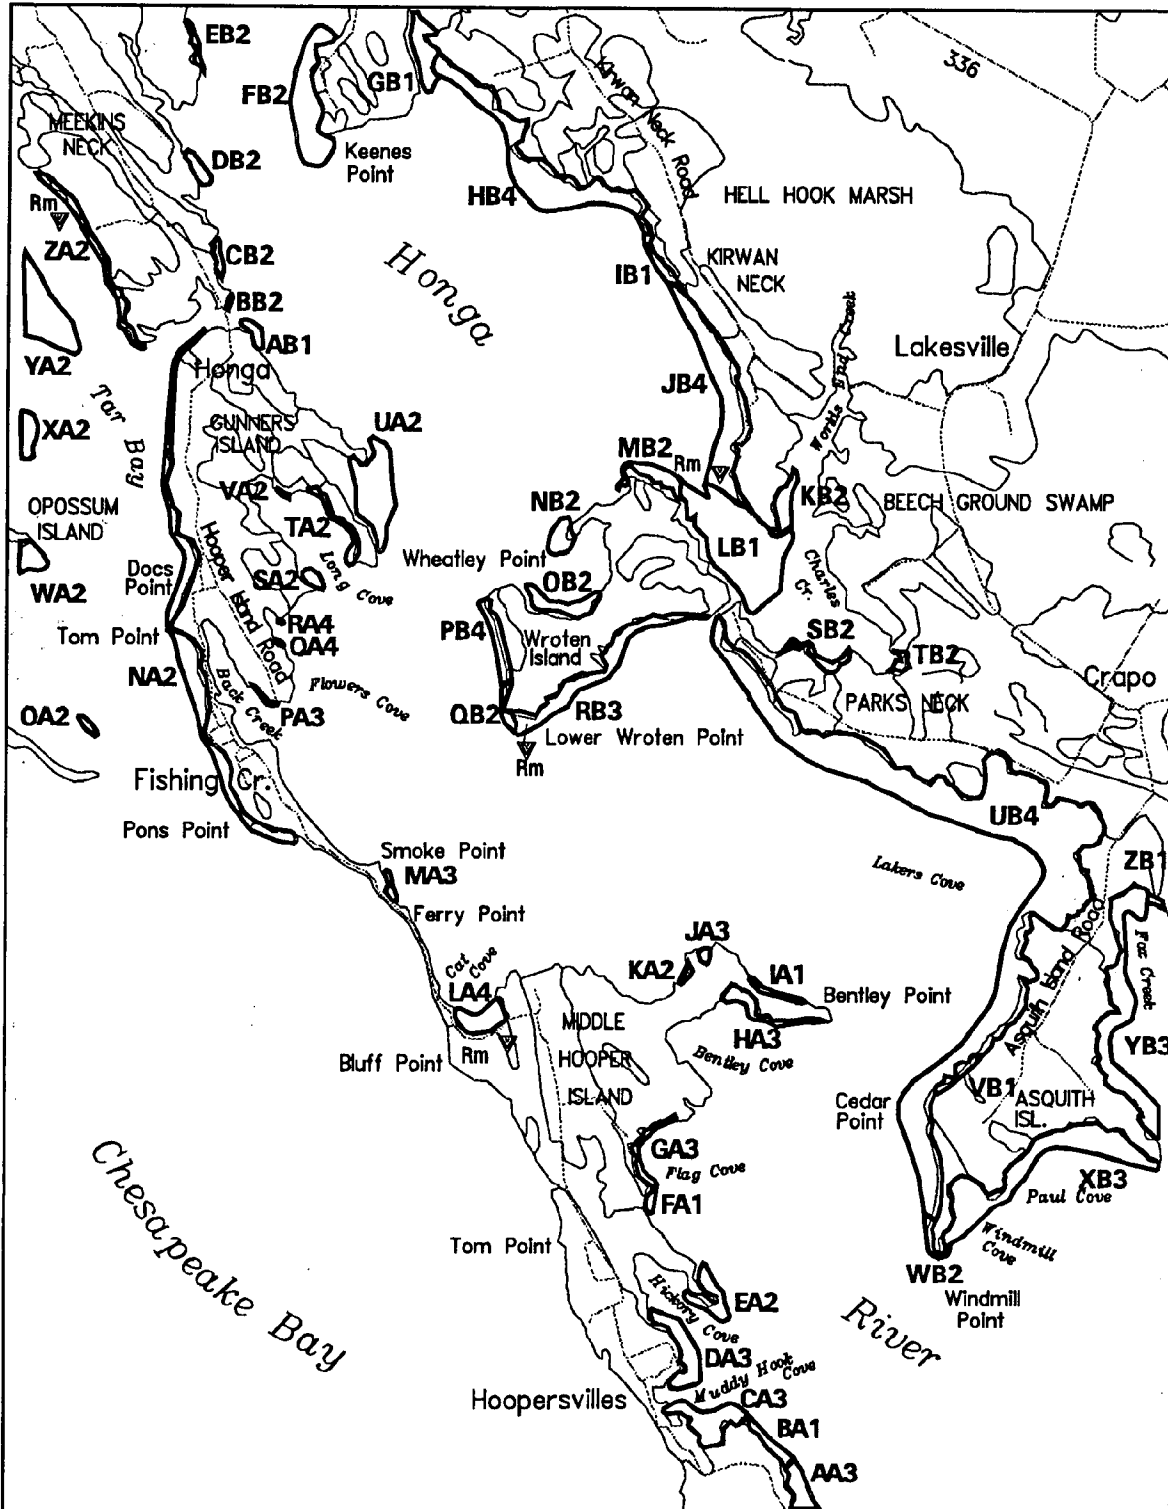 EB2
336
FB2
GB1
Kirwan Neck Road
MEEKINS
NECK
DB2
Keenes
Point
Rm
HB4
HELL HOOK MARSH
ZA2
CB2
Honga
IB1
KIRWAN
NECK
BB2
AB1
Lakesville
YA2
Honga
JB4
Tar Bay
XA2
GUNNERS
ISLAND
UA2
MB2
Rm
VA2
NB2
KB2
BEECH GROUND SWAMP
OPOSSUM
ISLAND
TA2
Wheatley Point
LB1
Hooper Island Road
Docs
Point
WA2
SA2
Long Cove
OB2
Charles
Cr.
RA4
PB4
Tom Point
QA4
Wroten
Island
SB2
TB2
NA2
Back Creek
Flowers Cove
Crapo
OA2
PA3
QB2
RB3
PARKS NECK
Lower Wroten Point
Rm
Fishing Cr.
UB4
Pons Point
Smoke Point
MA3
Lakers Cove
ZB1
Ferry Point
JA3
Fox Creek
Cat
Cove
KA2
IA1
Asquith Island Road
LA4
Bentley Point
MIDDLE
HOOPER
ISLAND
HA3
YB3
Bluff Point
Rm
Bentley Cove
VB1
Cedar
Point
ASQUITH
ISL.
GA3
Flag Cove
XB3
Paul Cove
FA1
Chesapeake Bay
Tom Point
Windmill
Cove
WB2
Hickory Cove
EA2
River
Windmill
Point
DA3
Muddy Hook
Cove
Hoopersvilles
CA3
BA1
AA3